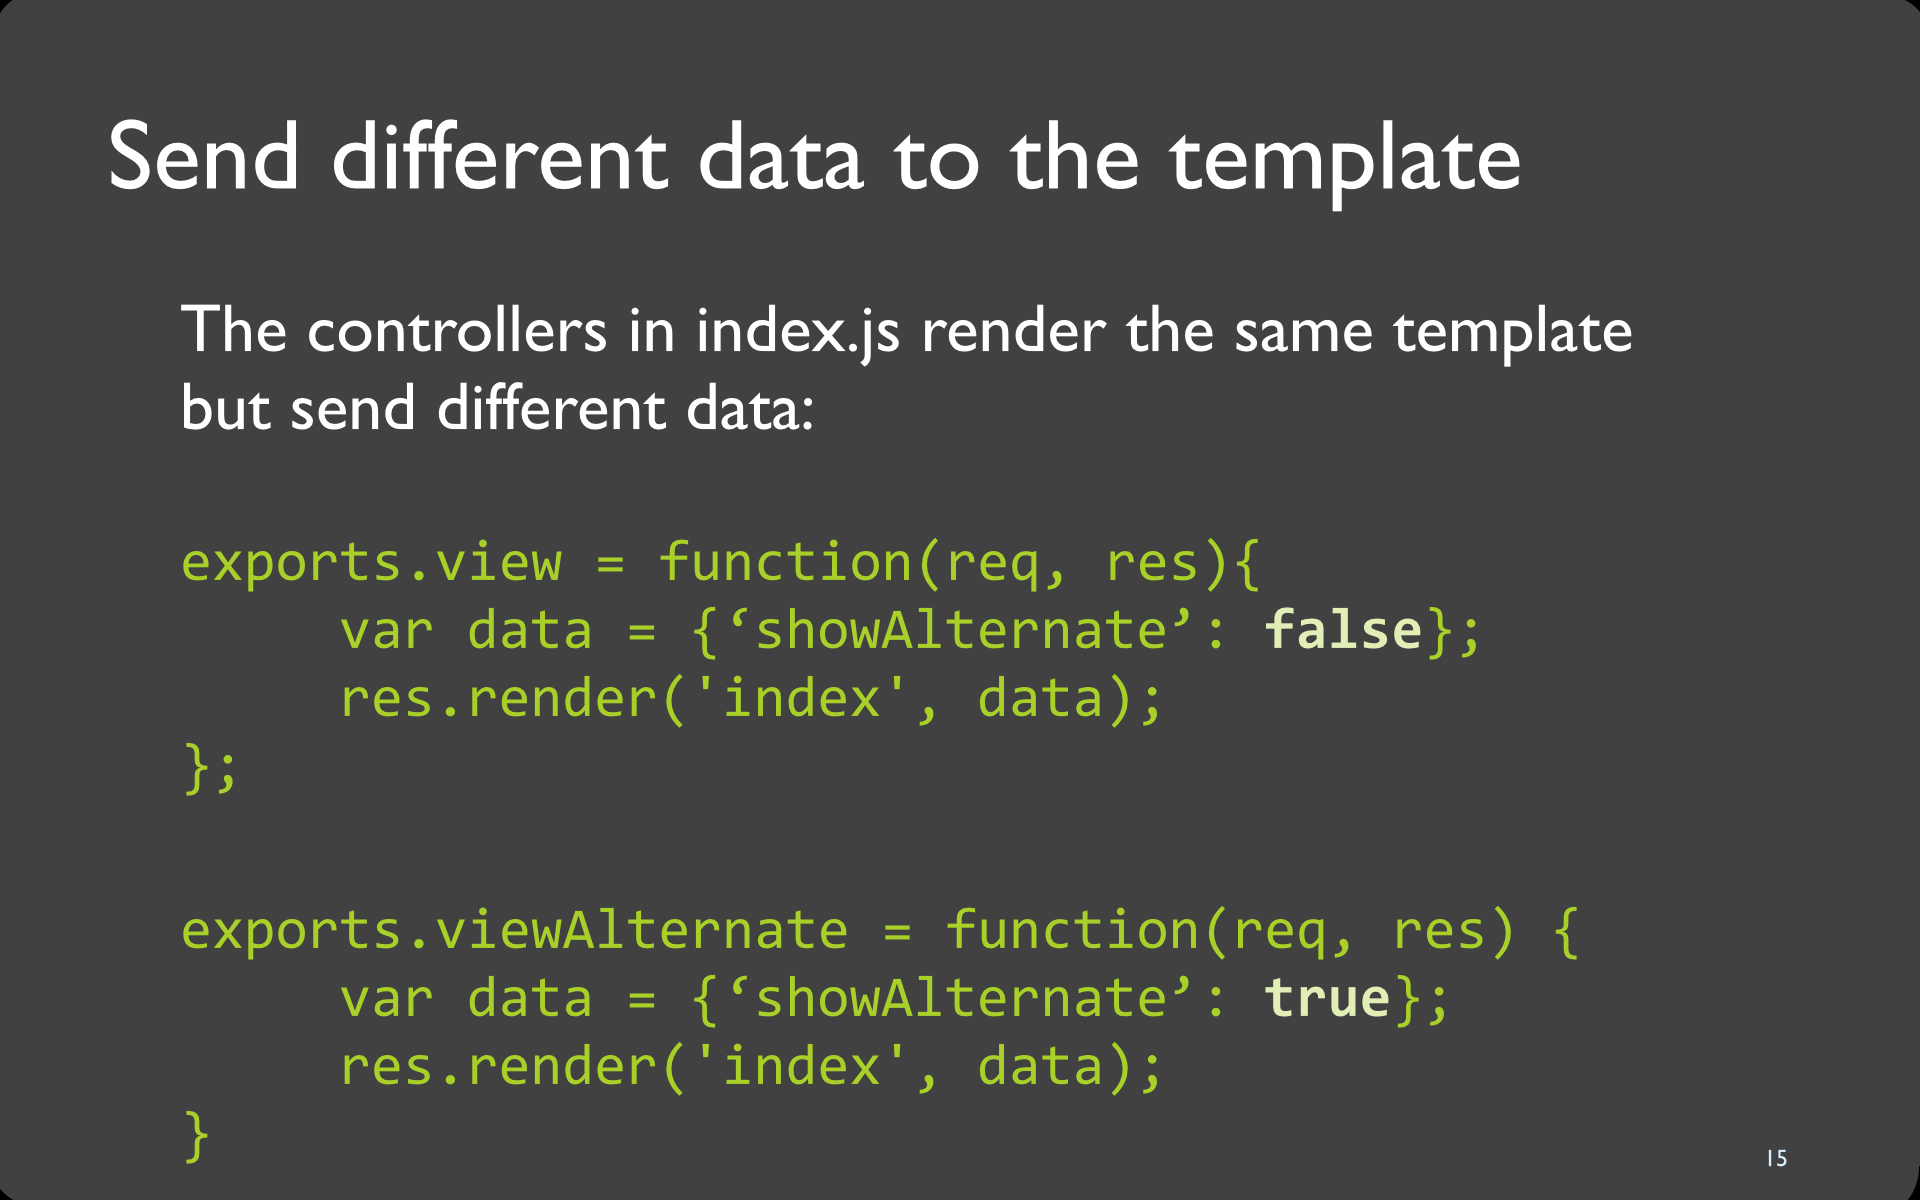 Send different data to the template
The controllers in index.js render the same template
but send different data:
exports.view = function(req, res){
var data = {‘showAlternate’: false};
res.render('index', data);
};
exports.viewAlternate = function(req, res) {
var data = {‘showAlternate’: true};
res.render('index', data);
}
15